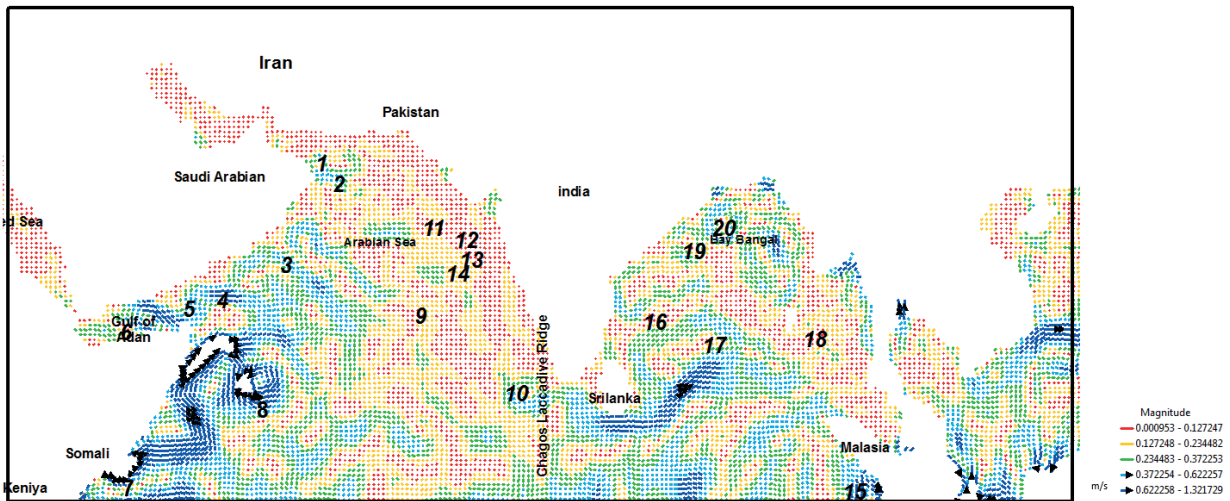 Iran
Pakistan
Saudi Arabian
india
ed Sea
Arabian Sea
Bay Bangal
Gulf of
Adan
Chagos Laccadive Ridge
Srilanka
Somali
Malasia
Keniya
1
2
3
4
5
6
7
8
9
10
11
12
13
14
15
16
17
18
19
20
Magnitude
0.000953 - 0.127247
0.127248 - 0.234482
0.234483 - 0.372253
0.372254 - 0.622257
m/s
0.622258 - 1.321720